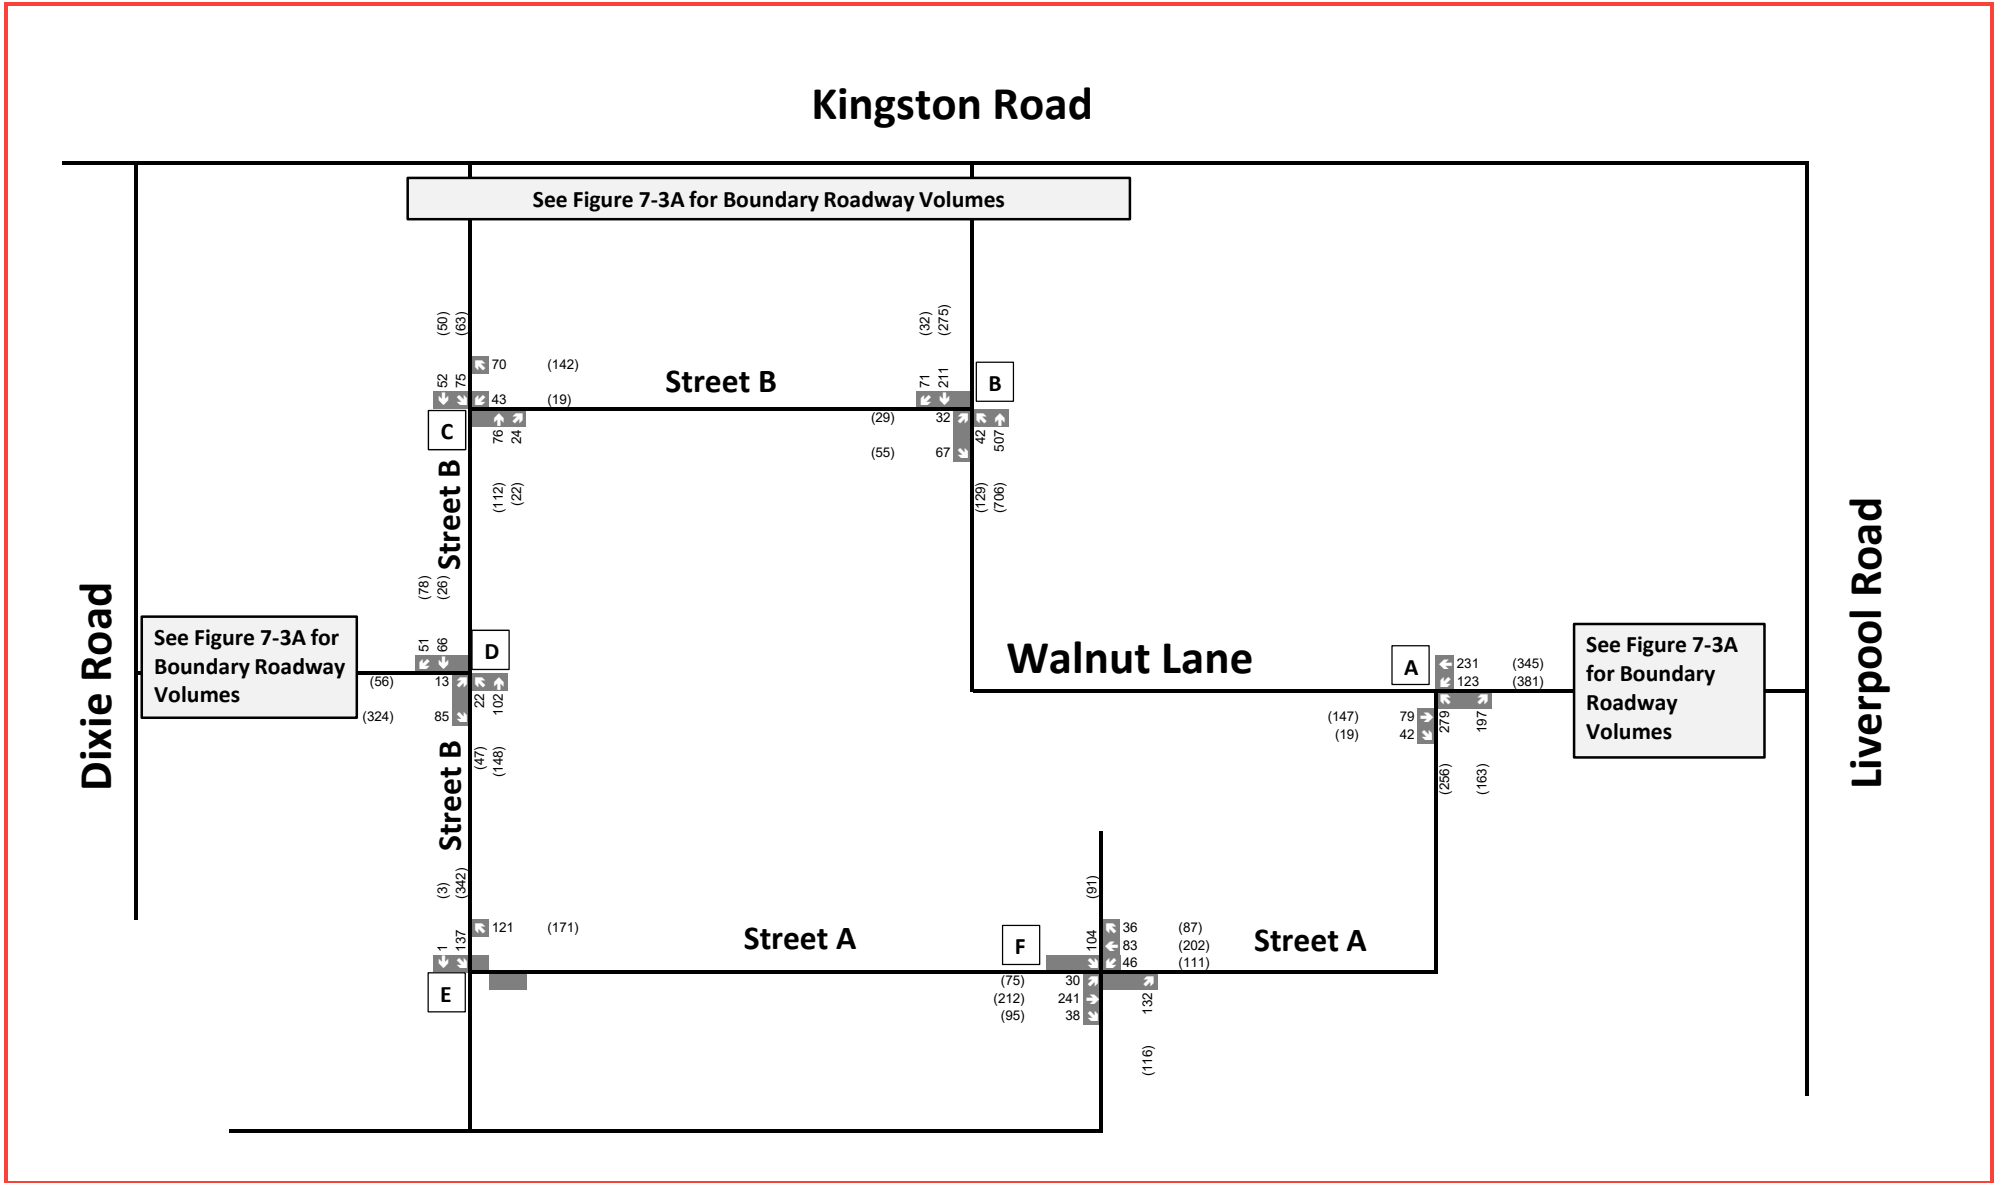 Kingston Road
See Figure 7-3A for Boundary Roadway Volumes
(50)
(63)
(32)
(275)
52
75
70 (142)
43 (19)
Street B
71
211
B
C
76
24
(29) 32
(55) 67
42
507
(112)
(22)
(129)
(706)
Street B
(78)
(26)
Dixie Road
See Figure 7-3A for
Boundary Roadway
Volumes
51
66
D
(56) 13
(324) 85
22
102
(47)
(148)
Street B
Walnut Lane
A
231 (345)
123 (381)
(147) 79
(19) 42
279
197
(256)
(163)
See Figure 7-3A
for Boundary
Roadway
Volumes
Liverpool Road
(3)
(342)
1
137
121 (171)
E
Street A
F
(91)
104
36 (87)
83 (202)
46 (111)
Street A
(75) 30
(212) 241
(95) 38
132
(116)